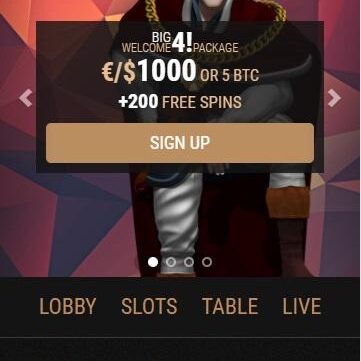 BIG 4!
WELCOME PACKAGE
€/$1000 OR 5 BTC
+200 FREE SPINS
SIGN UP
LOBBY SLOTS TABLE LIVE